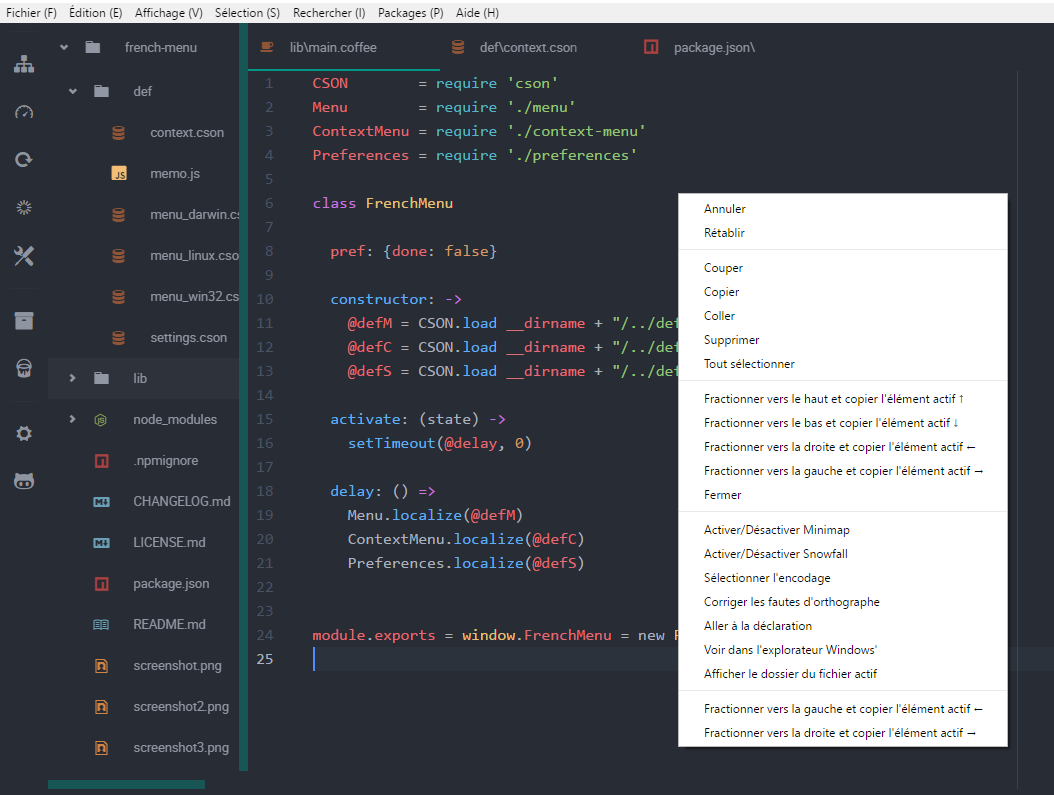 Fichier (F) Édition (E) Affichage (V) Sélection (S) Rechercher (I) Packages (P) Aide (H)
french-menu
def
context.cson
JS memo.js
menu_darwin.cs
menu_linux.cso
menu_win32.cs
settings.cson
lib
node_modules
.npmignore
CHANGELOG.md
LICENSE.md
package.json
README.md
screenshot.png
screenshot2.png
screenshot3.png
lib\main.coffee def\context.cson package.json\
1 CSON = require 'cson'
2 Menu = require './menu'
3 ContextMenu = require './context-menu'
4 Preferences = require './preferences'
5
6 class FrenchMenu
7
8 pref: {done: false}
9
10 constructor: ->
11 @defM = CSON.load __dirname + "/../def
12 @defC = CSON.load __dirname + "/../def
13 @defS = CSON.load __dirname + "/../def
14
15 activate: (state) ->
16 setTimeout(@delay, 0)
17
18 delay: () =>
19 Menu.localize(@defM)
20 ContextMenu.localize(@defC)
21 Preferences.localize(@defS)
22
23
24 module.exports = window.FrenchMenu = new
25
Annuler
Rétablir
Couper
Copier
Coller
Supprimer
Tout sélectionner
Fractionner vers le haut et copier l'élément actif ↑
Fractionner vers le bas et copier l'élément actif ↓
Fractionner vers la droite et copier l'élément actif ←
Fractionner vers la gauche et copier l'élément actif →
Fermer
Activer/Désactiver Minimap
Activer/Désactiver Snowfall
Sélectionner l'encodage
Corriger les fautes d'orthographe
Aller à la déclaration
Voir dans l'explorateur Windows'
Afficher le dossier du fichier actif
Fractionner vers la gauche et copier l'élément actif ←
Fractionner vers la droite et copier l'élément actif →